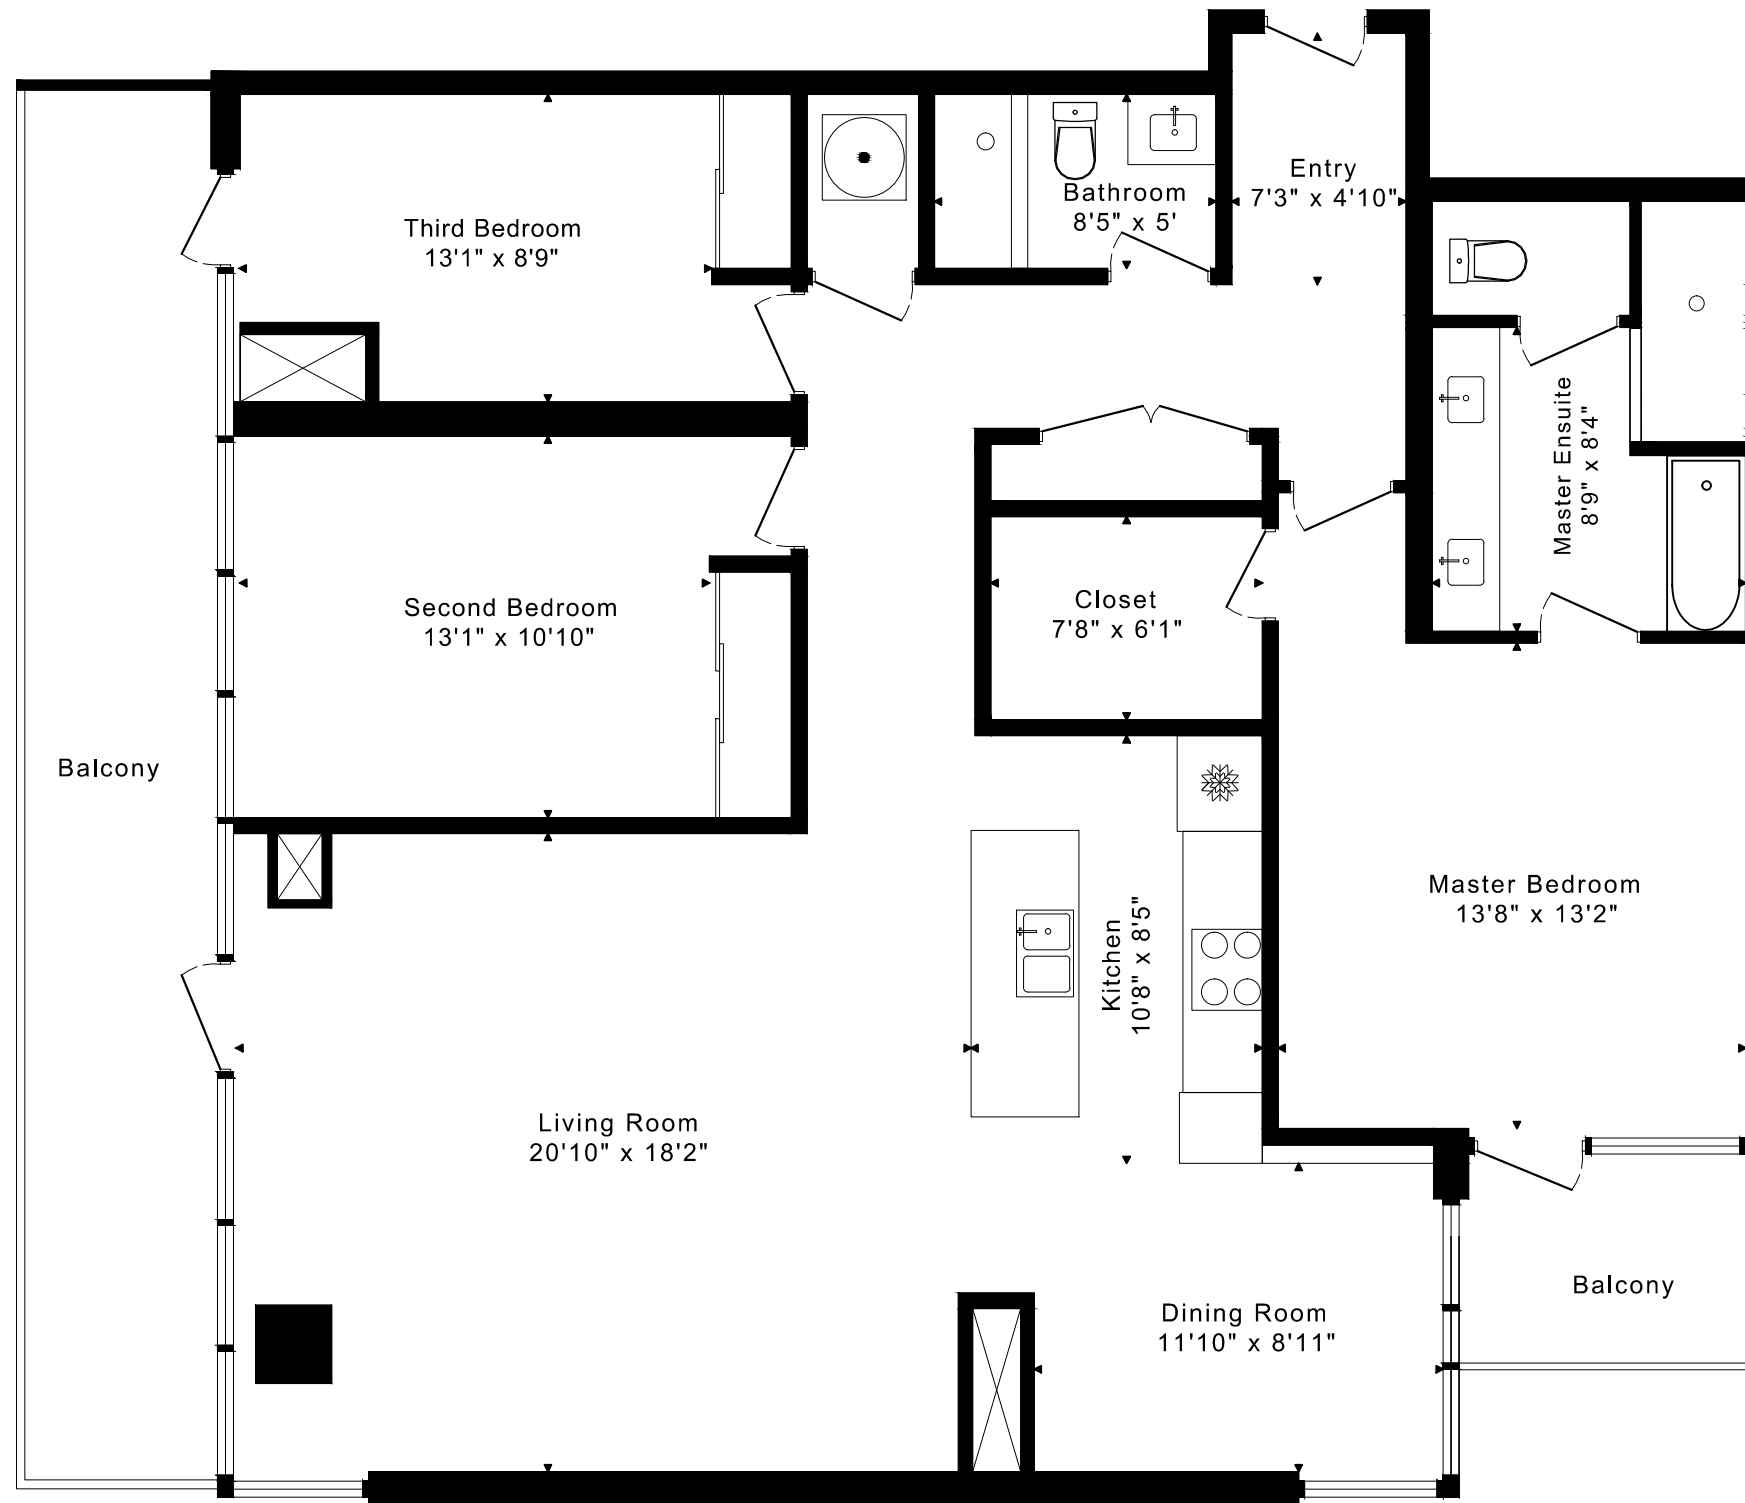 Entry
7'3" x 4'10"
Bathroom
8'5" x 5'
Third Bedroom
13'1" x 8'9"
Master Ensuite
8'9" x 8'4"
Second Bedroom
13'1" x 10'10"
Closet
7'8" x 6'1"
Balcony
Master Bedroom
13'8" x 13'2"
Kitchen
10'8" x 8'5"
Living Room
20'10" x 18'2"
Balcony
Dining Room
11'10" x 8'11"